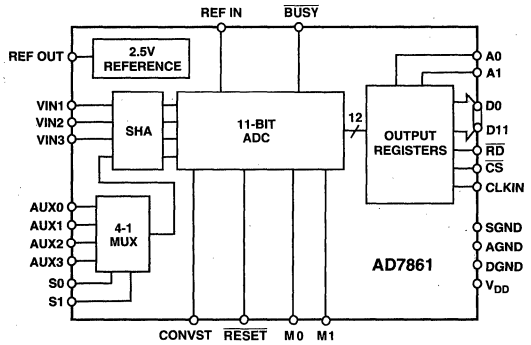 REF IN
BUSY
REF OUT
2.5V
REFERENCE
A0
A1
VIN1
VIN2
VIN3
SHA
11-BIT
ADC
12
OUTPUT
REGISTERS
D0
D11
RD
CS
CLKIN
AUX0
AUX1
AUX2
AUX3
S0
S1
4-1
MUX
SGND
AGND
DGND
VDD
AD7861
CONVST
RESET
M0
M1